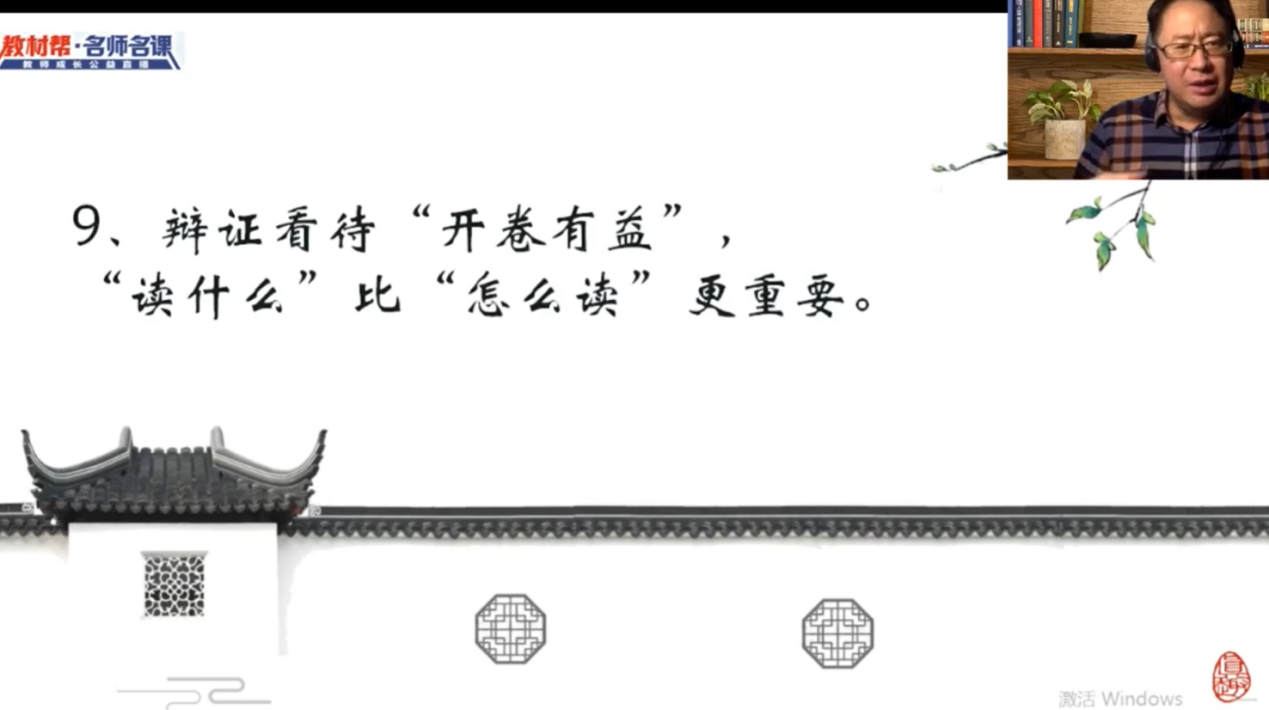 教材帮·名师名课
教师成长公益直播
9、辩证看待“开卷有益”，
“读什么”比“怎么读”更重要。
激活 Windows